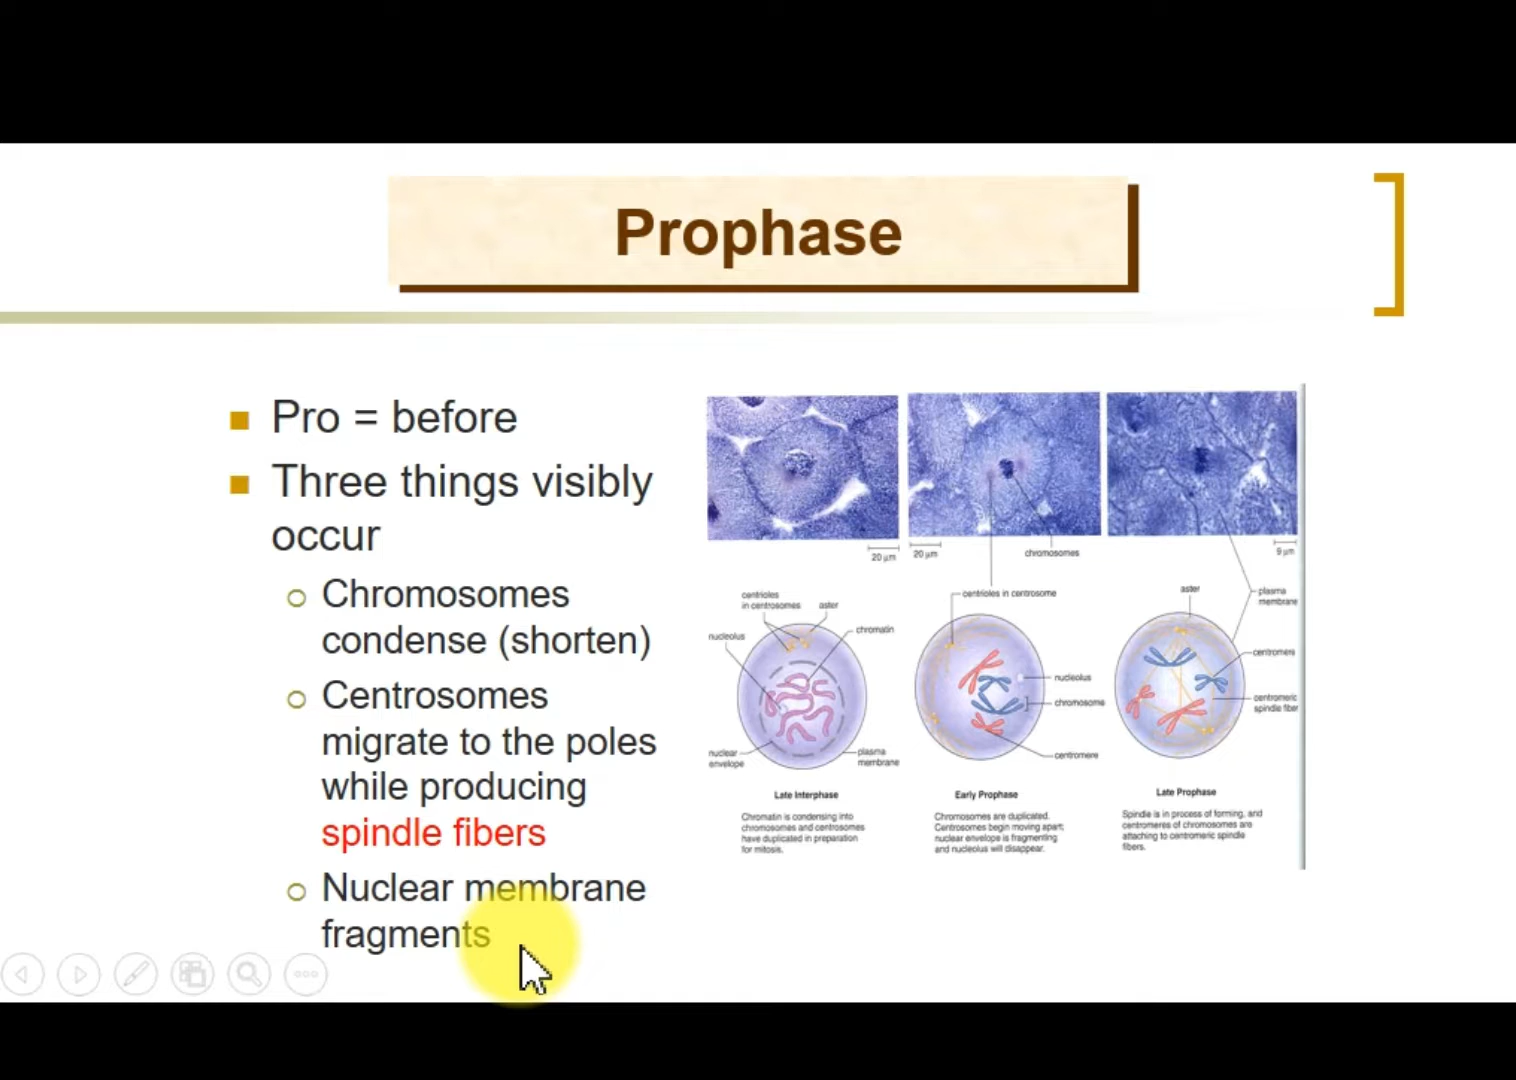 Prophase
Pro = before
Three things visibly
occur
Chromosomes
condense (shorten)
Centrosomes
migrate to the poles
while producing
spindle fibers
Nuclear membrane
fragments
20 µm
20 µm
chromosomes
9 µm
centrioles
in centrosomes
aster
nucleolus
chromatin
nuclear
envelope
plasma
membrane
centrioles in centrosome
nucleolus
chromosome
centromere
aster
plasma
membrane
centromere
centromeric
spindle fiber
Late Interphase
Chromatin is condensing into
chromosomes and centrosomes
have duplicated in preparation
for mitosis.
Early Prophase
Chromosomes are duplicated.
Centrosomes begin moving apart;
nuclear envelope is fragmenting
and nucleolus will disappear.
Late Prophase
Spindle is in process of forming, and
centromeres of chromosomes are
attaching to centromeric spindle
fibers.